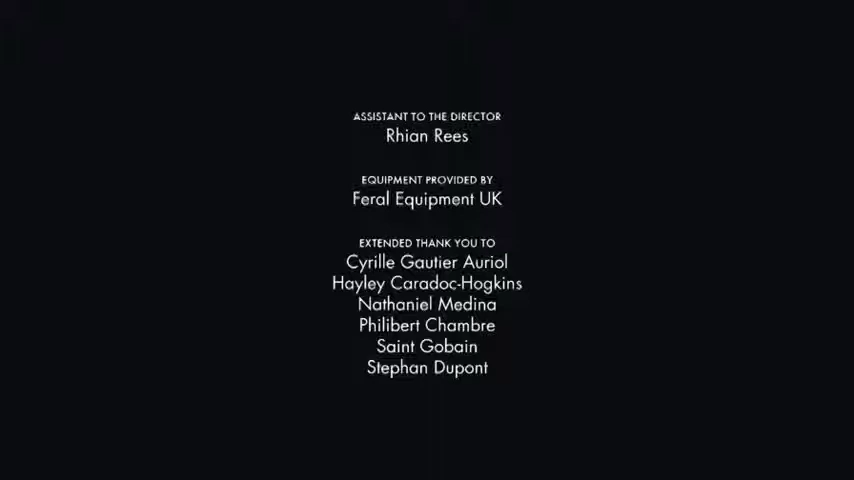 ASSISTANT TO THE DIRECTOR
Rhian Rees
EQUIPMENT PROVIDED BY
Feral Equipment UK
EXTENDED THANK YOU TO
Cyrille Gautier Auriol
Hayley Caradoc-Hogkins
Nathaniel Medina
Philibert Chambre
Saint Gobain
Stephan Dupont